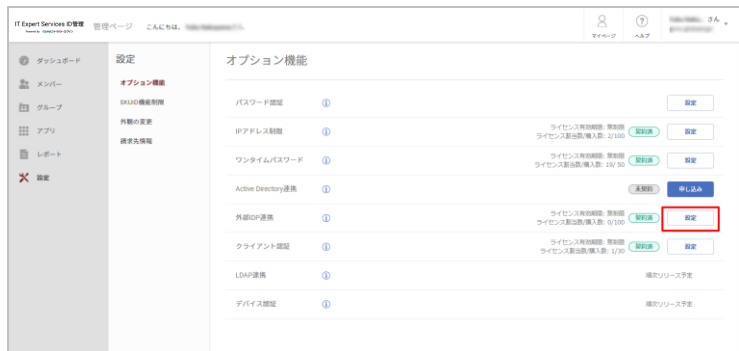 IT Expert Services ID管理
管理ページ
こんにちは、
マイページ
ヘルプ
さん
ダッシュボード
メンバー
グループ
アプリ
レポート
設定
設定
オプション機能
SKUID機能制限
外観の変更
請求先情報
オプション機能
パスワード認証
設定
IPアドレス制限
ライセンス有効期限: 無制限
ライセンス割当数/購入数: 2/100
契約済
設定
ワンタイムパスワード
ライセンス有効期限: 無制限
ライセンス割当数/購入数: 19/ 50
契約済
設定
Active Directory連携
未契約
申し込み
外部IDP連携
ライセンス有効期限: 無制限
ライセンス割当数/購入数: 0/100
契約済
設定
クライアント認証
ライセンス有効期限: 無制限
ライセンス割当数/購入数: 1/30
契約済
設定
LDAP連携
順次リリース予定
デバイス認証
順次リリース予定